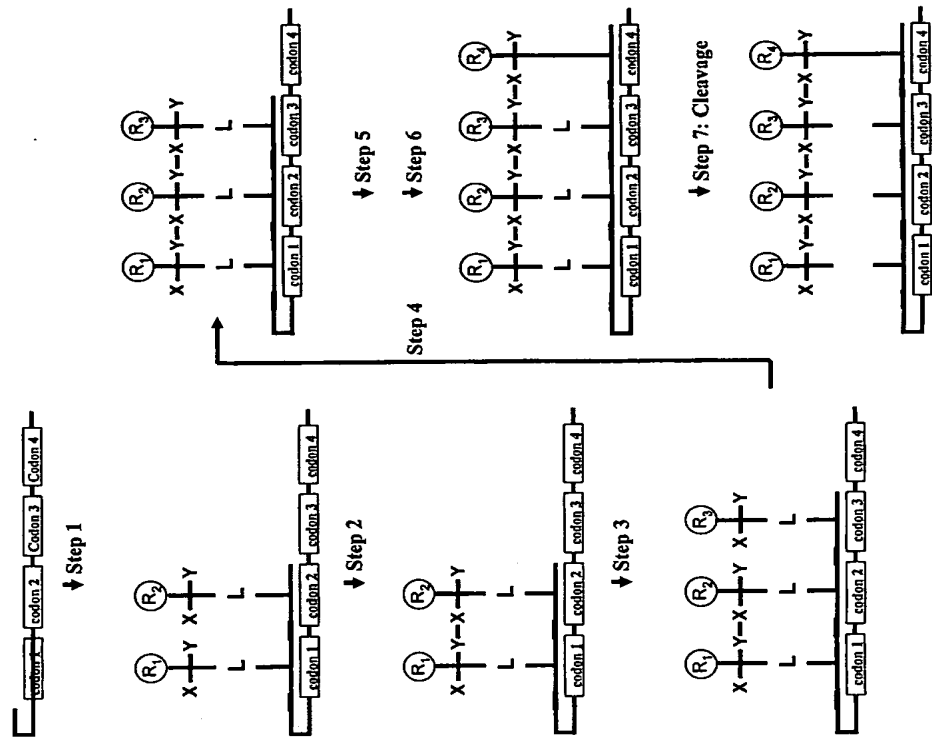 codon 1 codon 2 Codon 3 Codon 4
Step 1
R₁ R₂
X Y X Y
L L
codon 1 codon 2 codon 3 codon 4
Step 2
R₁ R₂
X Y–X Y
L L
codon 1 codon 2 codon 3 codon 4
Step 3
R₁ R₂ R₃
X Y–X Y X Y
L L L
codon 1 codon 2 codon 3 codon 4
Step 4
R₁ R₂ R₃
X Y–X Y–X Y
L L L
codon 1 codon 2 codon 3 codon 4
Step 5
Step 6
R₁ R₂ R₃ R₄
X Y–X Y–X Y–X Y
L L L
codon 1 codon 2 codon 3 codon 4
Step 7: Cleavage
R₁ R₂ R₃ R₄
X Y–X Y–X Y–X Y
codon 1 codon 2 codon 3 codon 4